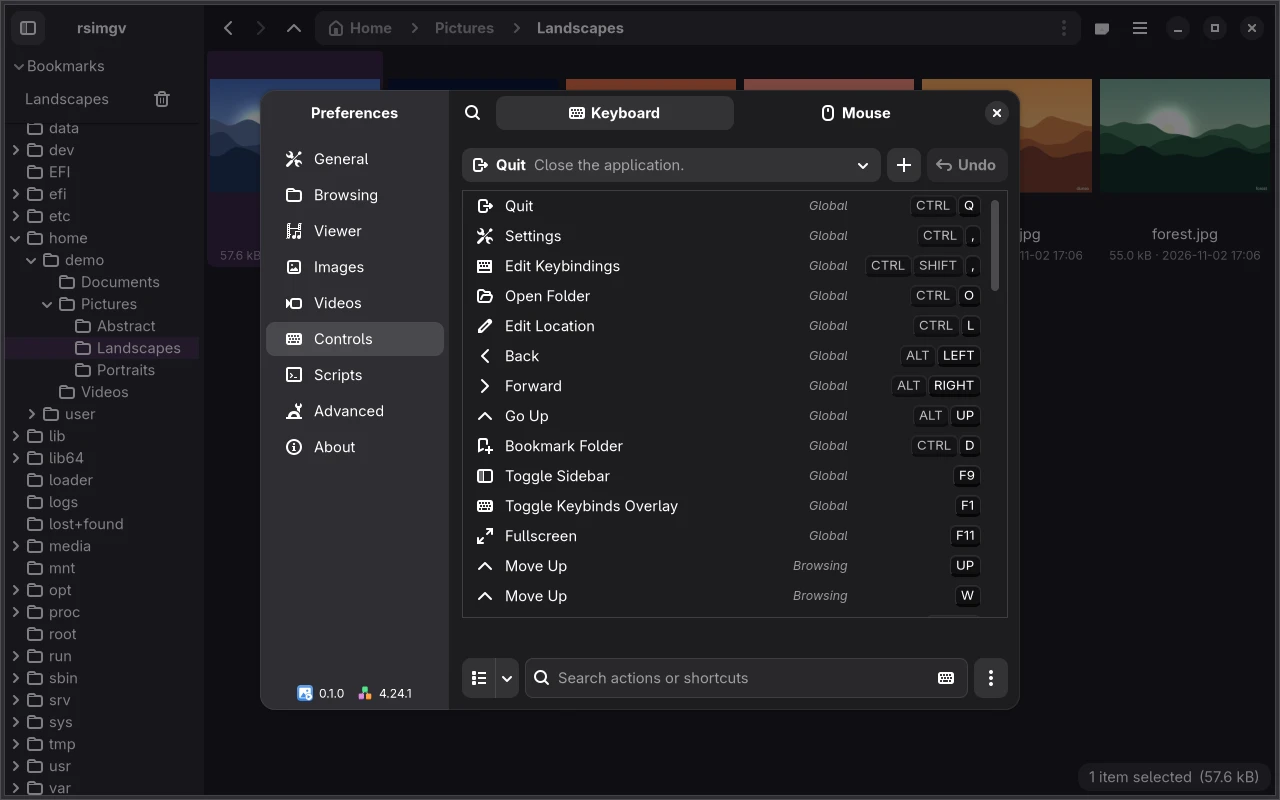 rsimgv
Home
Pictures
Landscapes
Bookmarks
Landscapes
data
dev
EFI
efi
etc
home
demo
Documents
Pictures
Abstract
Landscapes
Portraits
Videos
user
lib
lib64
loader
logs
lost+found
media
mnt
opt
proc
root
run
sbin
srv
sys
tmp
usr
var
57.6 kB
jpg
11-02 17:06
forest.jpg
55.0 kB · 2026-11-02 17:06
1 item selected (57.6 kB)
Preferences
General
Browsing
Viewer
Images
Videos
Controls
Scripts
Advanced
About
0.1.0 4.24.1
Keyboard
Mouse
Quit Close the application.
Undo
Quit Global CTRL Q
Settings Global CTRL ,
Edit Keybindings Global CTRL SHIFT ,
Open Folder Global CTRL O
Edit Location Global CTRL L
Back Global ALT LEFT
Forward Global ALT RIGHT
Go Up Global ALT UP
Bookmark Folder Global CTRL D
Toggle Sidebar Global F9
Toggle Keybinds Overlay Global F1
Fullscreen Global F11
Move Up Browsing UP
Move Up Browsing W
Search actions or shortcuts